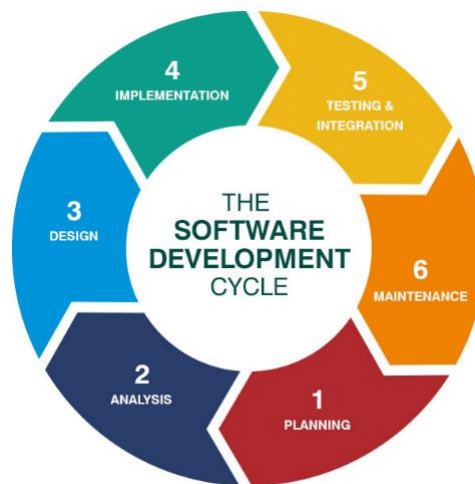 THE
SOFTWARE
DEVELOPMENT
CYCLE
1
PLANNING
2
ANALYSIS
3
DESIGN
4
IMPLEMENTATION
5
TESTING &
INTEGRATION
6
MAINTENANCE